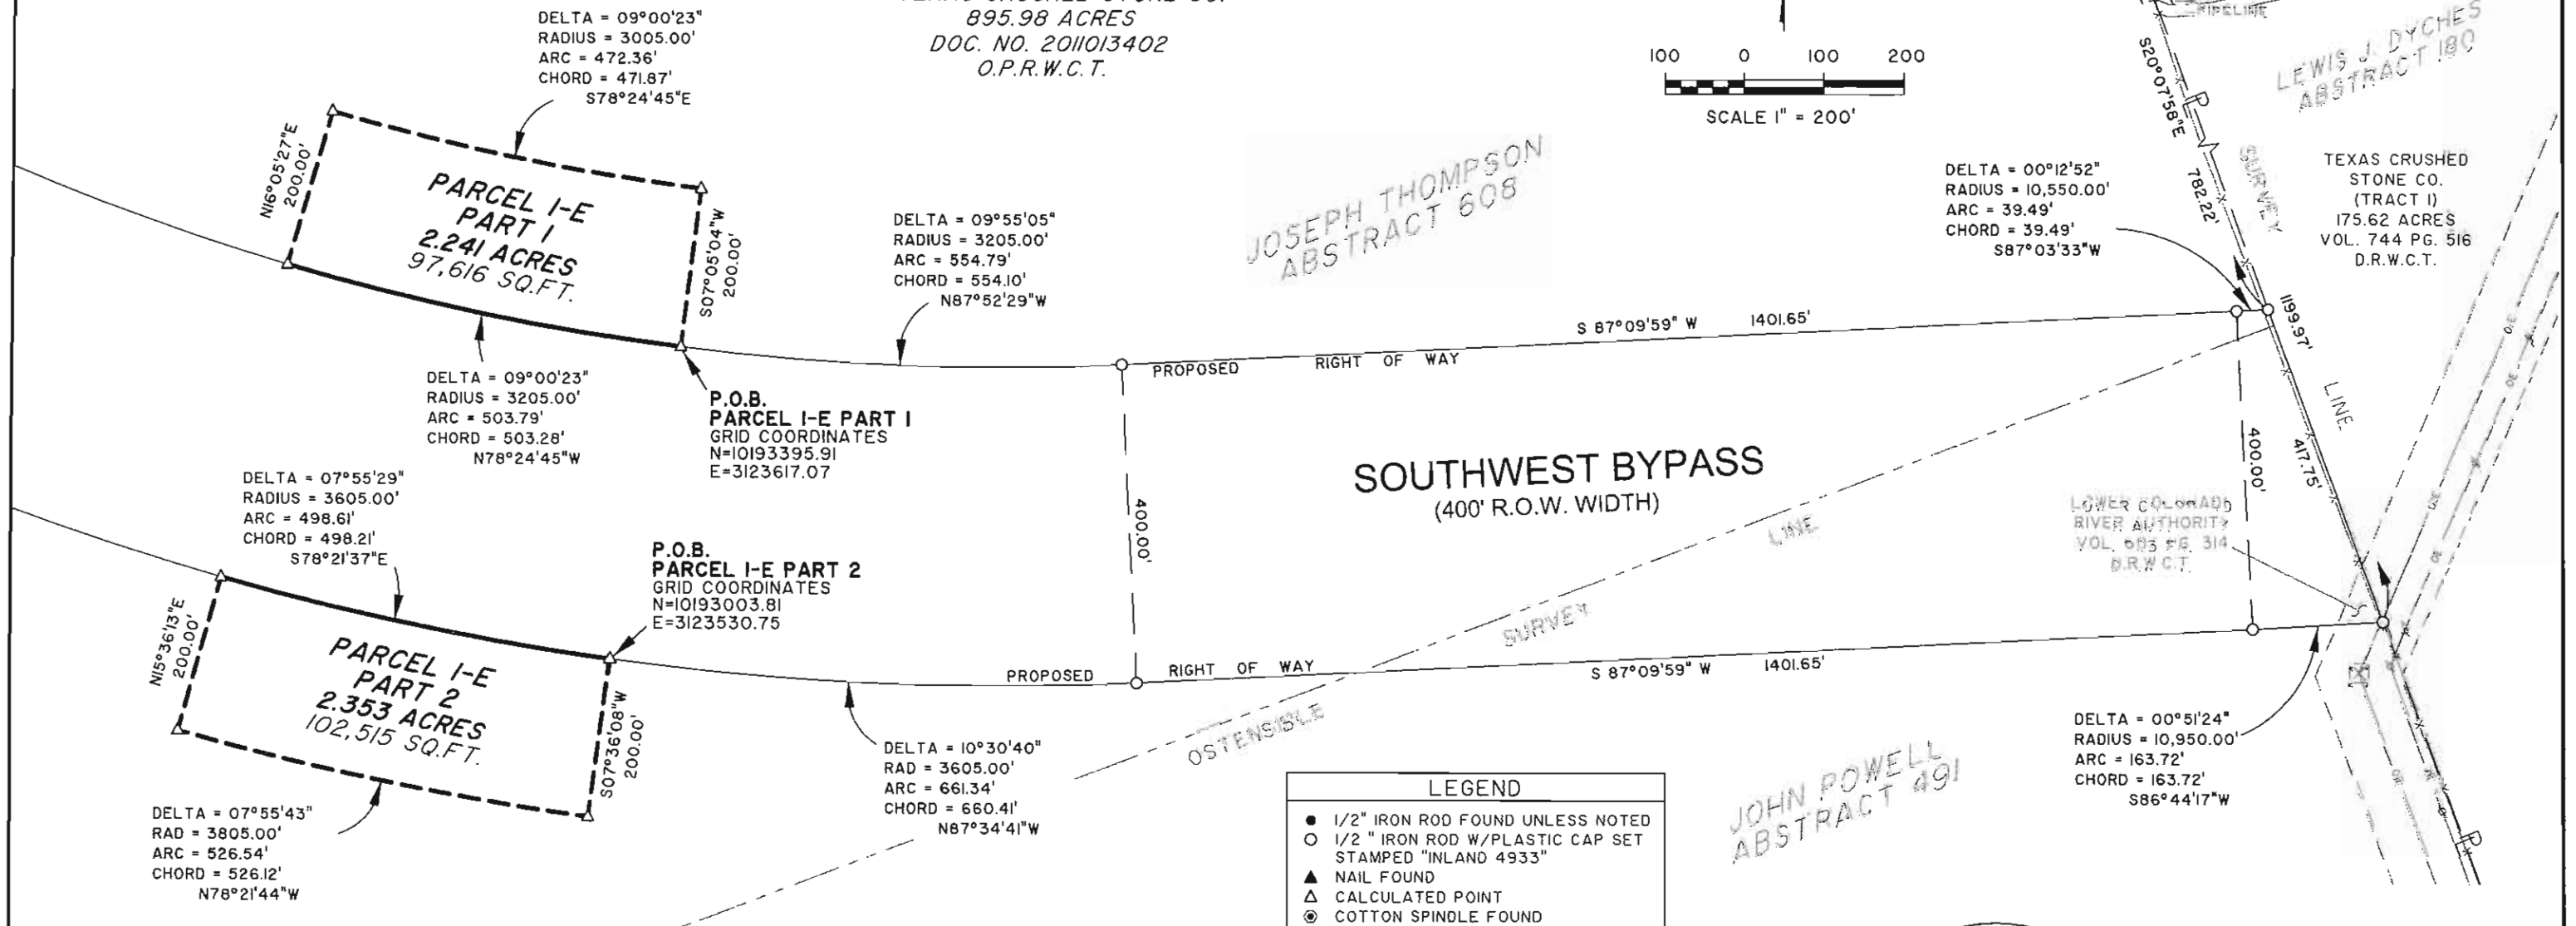 895.98 ACRES
DOC. NO. 2011013402
O.P.R.W.C.T.
DELTA = 09°00'23"
RADIUS = 3005.00'
ARC = 472.36'
CHORD = 471.87'
S78°24'45"E
100 0 100 200
SCALE 1" = 200'
PIPELINE
LEWIS J. DYCHES
ABSTRACT 180
S20°07'58"E
782.22'
P
SURVEY
LINE
TEXAS CRUSHED
STONE CO.
(TRACT 1)
175.62 ACRES
VOL. 744 PG. 516
D.R.W.C.T.
N16°05'27"E
200.00'
PARCEL 1-E
PART 1
2.241 ACRES
97,616 SQ.FT.
S07°05'04"W
200.00'
DELTA = 09°55'05"
RADIUS = 3205.00'
ARC = 554.79'
CHORD = 554.10'
N87°52'29"W
JOSEPH THOMPSON
ABSTRACT 608
DELTA = 00°12'52"
RADIUS = 10,550.00'
ARC = 39.49'
CHORD = 39.49'
S87°03'33"W
1199.97'
417.75'
S 87°09'59" W 1401.65'
PROPOSED RIGHT OF WAY
DELTA = 09°00'23"
RADIUS = 3205.00'
ARC = 503.79'
CHORD = 503.28'
N78°24'45"W
P.O.B.
PARCEL 1-E PART 1
GRID COORDINATES
N=10193395.91
E=3123617.07
SOUTHWEST BYPASS
(400' R.O.W. WIDTH)
400.00'
400.00'
LOWER COLORADO
RIVER AUTHORITY
VOL. 603 PG. 314
D.R.W.C.T.
DELTA = 07°55'29"
RADIUS = 3605.00'
ARC = 498.61'
CHORD = 498.21'
S78°21'37"E
P.O.B.
PARCEL 1-E PART 2
GRID COORDINATES
N=10193003.81
E=3123530.75
N15°36'13"E
200.00'
PARCEL 1-E
PART 2
2.353 ACRES
102,515 SQ.FT.
S07°36'08"W
200.00'
PROPOSED RIGHT OF WAY
S 87°09'59" W 1401.65'
OSTENSIBLE SURVEY LINE
DELTA = 10°30'40"
RAD = 3605.00'
ARC = 661.34'
CHORD = 660.41'
N87°34'41"W
DELTA = 07°55'43"
RAD = 3805.00'
ARC = 526.54'
CHORD = 526.12'
N78°21'44"W
JOHN POWELL
ABSTRACT 491
DELTA = 00°51'24"
RADIUS = 10,950.00'
ARC = 163.72'
CHORD = 163.72'
S86°44'17"W
P
LEGEND
1/2" IRON ROD FOUND UNLESS NOTED
1/2 " IRON ROD W/PLASTIC CAP SET
STAMPED "INLAND 4933"
NAIL FOUND
CALCULATED POINT
COTTON SPINDLE FOUND